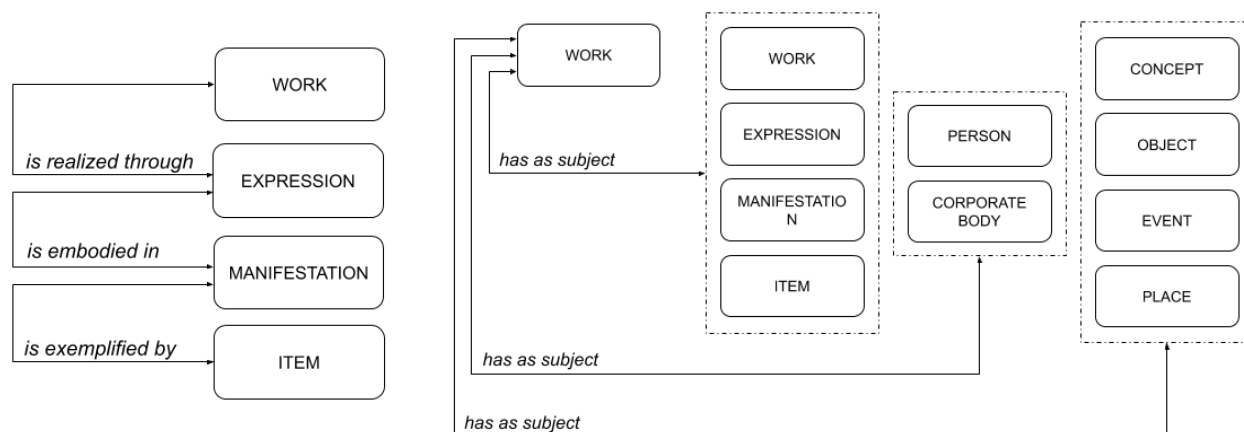 WORK
is realized through
EXPRESSION
is embodied in
MANIFESTATION
is exemplified by
ITEM
WORK
has as subject
has as subject
has as subject
WORK
EXPRESSION
MANIFESTATIO
N
ITEM
PERSON
CORPORATE
BODY
CONCEPT
OBJECT
EVENT
PLACE